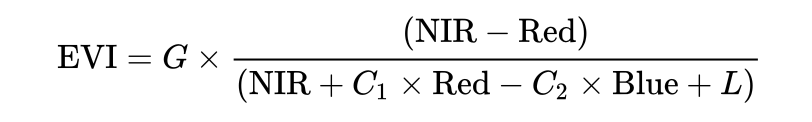 EVI = G × (NIR − Red) / (NIR + C₁ × Red − C₂ × Blue + L)